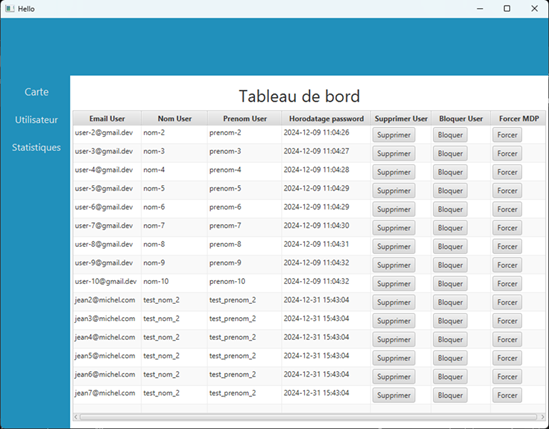 Hello
Carte
Utilisateur
Statistiques
Tableau de bord
Email User Nom User Prenom User Horodatage password Supprimer User Bloquer User Forcer MDP
user-2@gmail.dev nom-2 prenom-2 2024-12-09 11:04:26 Supprimer Bloquer Forcer
user-3@gmail.dev nom-3 prenom-3 2024-12-09 11:04:27 Supprimer Bloquer Forcer
user-4@gmail.dev nom-4 prenom-4 2024-12-09 11:04:28 Supprimer Bloquer Forcer
user-5@gmail.dev nom-5 prenom-5 2024-12-09 11:04:29 Supprimer Bloquer Forcer
user-6@gmail.dev nom-6 prenom-6 2024-12-09 11:04:29 Supprimer Bloquer Forcer
user-7@gmail.dev nom-7 prenom-7 2024-12-09 11:04:30 Supprimer Bloquer Forcer
user-8@gmail.dev nom-8 prenom-8 2024-12-09 11:04:31 Supprimer Bloquer Forcer
user-9@gmail.dev nom-9 prenom-9 2024-12-09 11:04:32 Supprimer Bloquer Forcer
user-10@gmail.dev nom-10 prenom-10 2024-12-09 11:04:32 Supprimer Bloquer Forcer
jean2@michel.com test_nom_2 test_prenom_2 2024-12-31 15:43:04 Supprimer Bloquer Forcer
jean3@michel.com test_nom_2 test_prenom_2 2024-12-31 15:43:04 Supprimer Bloquer Forcer
jean4@michel.com test_nom_2 test_prenom_2 2024-12-31 15:43:04 Supprimer Bloquer Forcer
jean5@michel.com test_nom_2 test_prenom_2 2024-12-31 15:43:04 Supprimer Bloquer Forcer
jean6@michel.com test_nom_2 test_prenom_2 2024-12-31 15:43:04 Supprimer Bloquer Forcer
jean7@michel.com test_nom_2 test_prenom_2 2024-12-31 15:43:04 Supprimer Bloquer Forcer